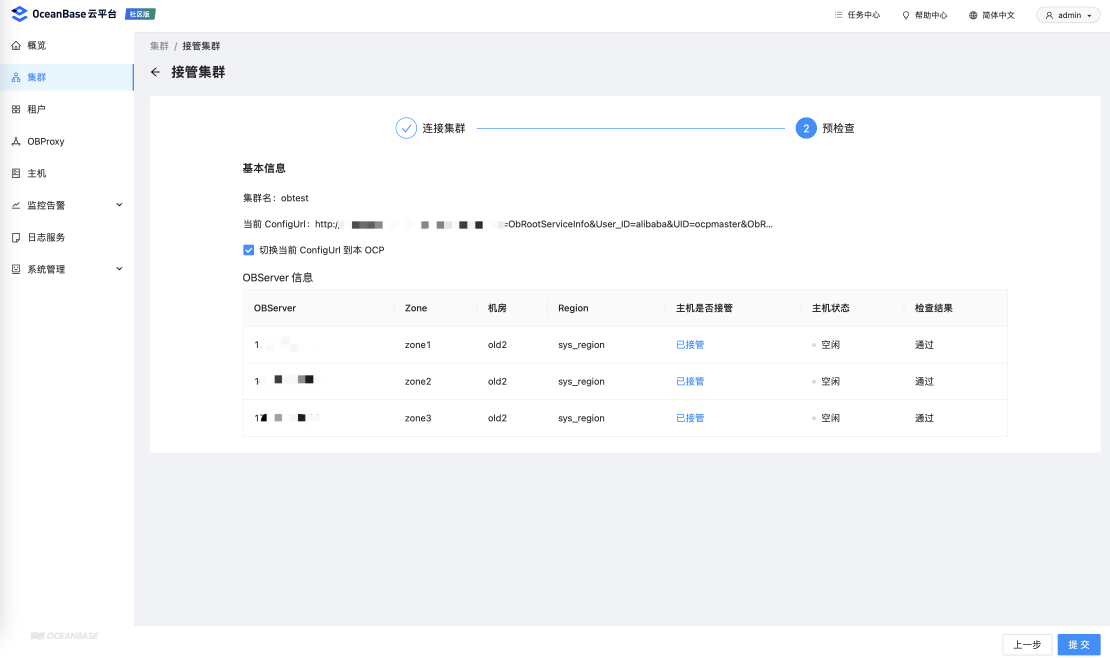 OceanBase 云平台 社区版 任务中心 帮助中心 简体中文 admin
概览
集群
租户
OBProxy
主机
监控告警
日志服务
系统管理
OCEANBASE
集群 / 接管集群
← 接管集群
连接集群 2 预检查
基本信息
集群名：obtest
当前 ConfigUrl：http:/ =ObRootServiceInfo&User_ID=alibaba&UID=ocpmaster&ObR...
切换当前 ConfigUrl 到本 OCP
OBServer 信息
OBServer Zone 机房 Region 主机是否接管 主机状态 检查结果
zone1 old2 sys_region 已接管 空闲 通过
zone2 old2 sys_region 已接管 空闲 通过
zone3 old2 sys_region 已接管 空闲 通过
上一步 提交